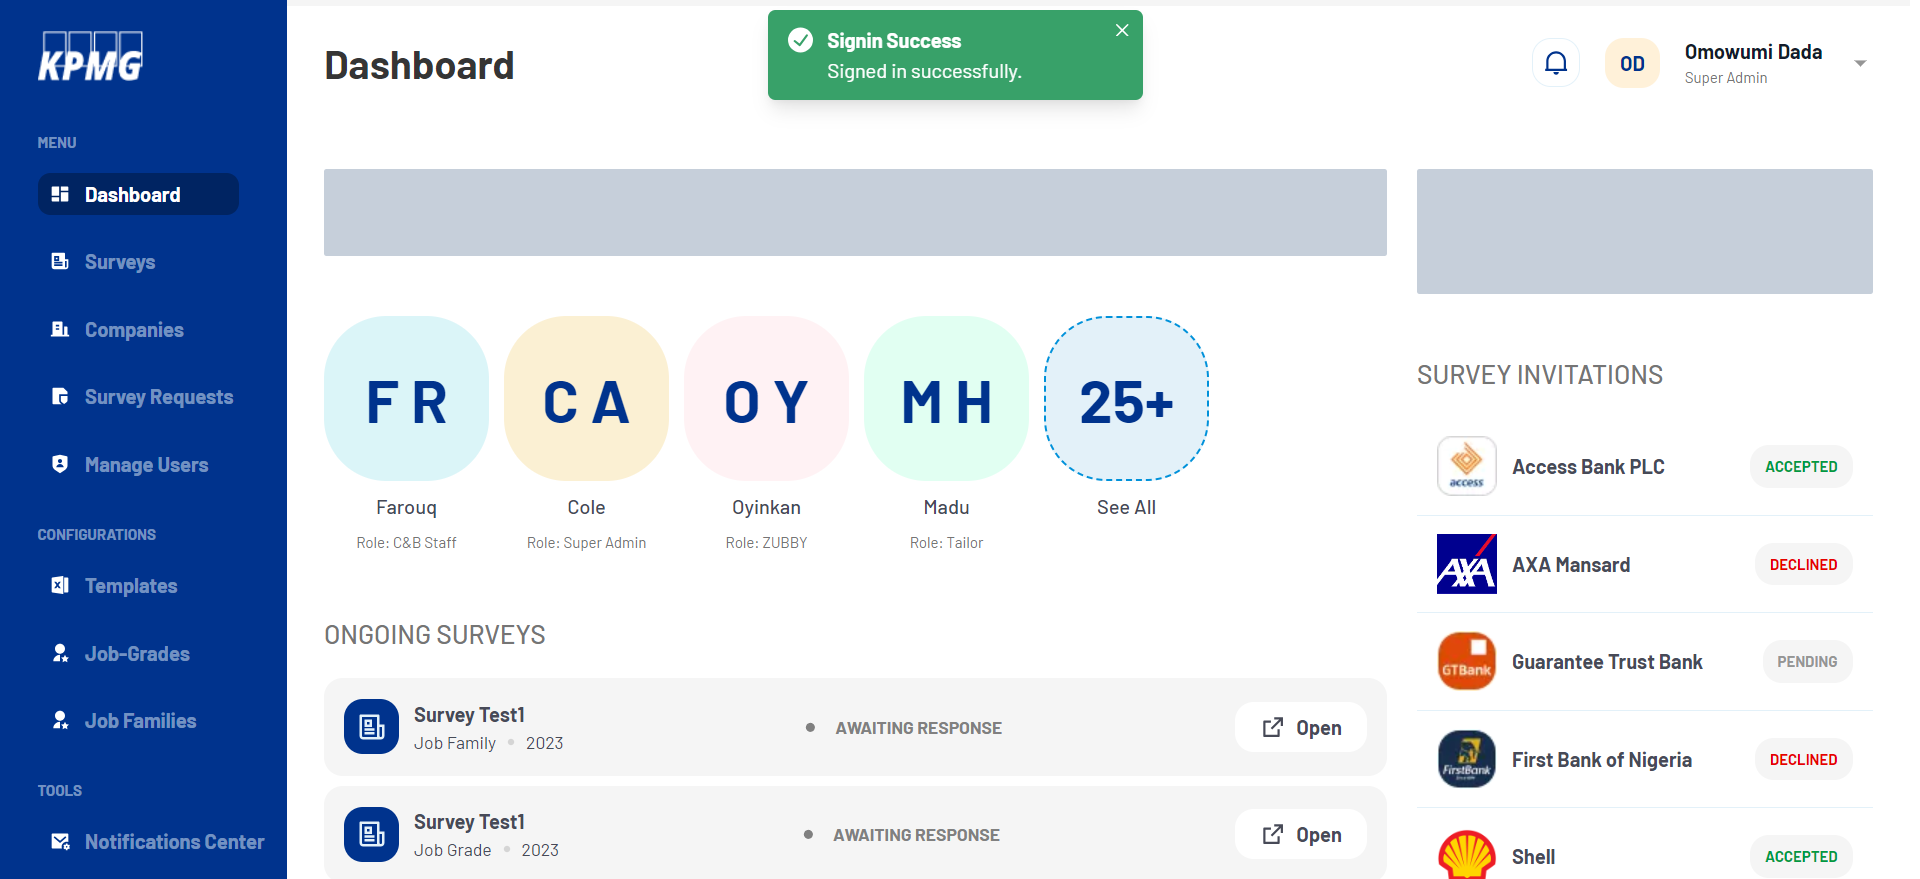 KPMG
MENU
Dashboard
Surveys
Companies
Survey Requests
Manage Users
CONFIGURATIONS
Templates
Job-Grades
Job Families
TOOLS
Notifications Center
Dashboard
Signin Success
Signed in successfully.
OD
Omowumi Dada
Super Admin
F R
C A
O Y
M H
25+
Farouq
Cole
Oyinkan
Madu
See All
Role: C&B Staff
Role: Super Admin
Role: ZUBBY
Role: Tailor
ONGOING SURVEYS
Survey Test1
Job Family • 2023
AWAITING RESPONSE
Open
Survey Test1
Job Grade • 2023
AWAITING RESPONSE
Open
SURVEY INVITATIONS
access
Access Bank PLC
ACCEPTED
AXA
AXA Mansard
DECLINED
GTBank
Guarantee Trust Bank
PENDING
FirstBank
First Bank of Nigeria
DECLINED
Shell
ACCEPTED